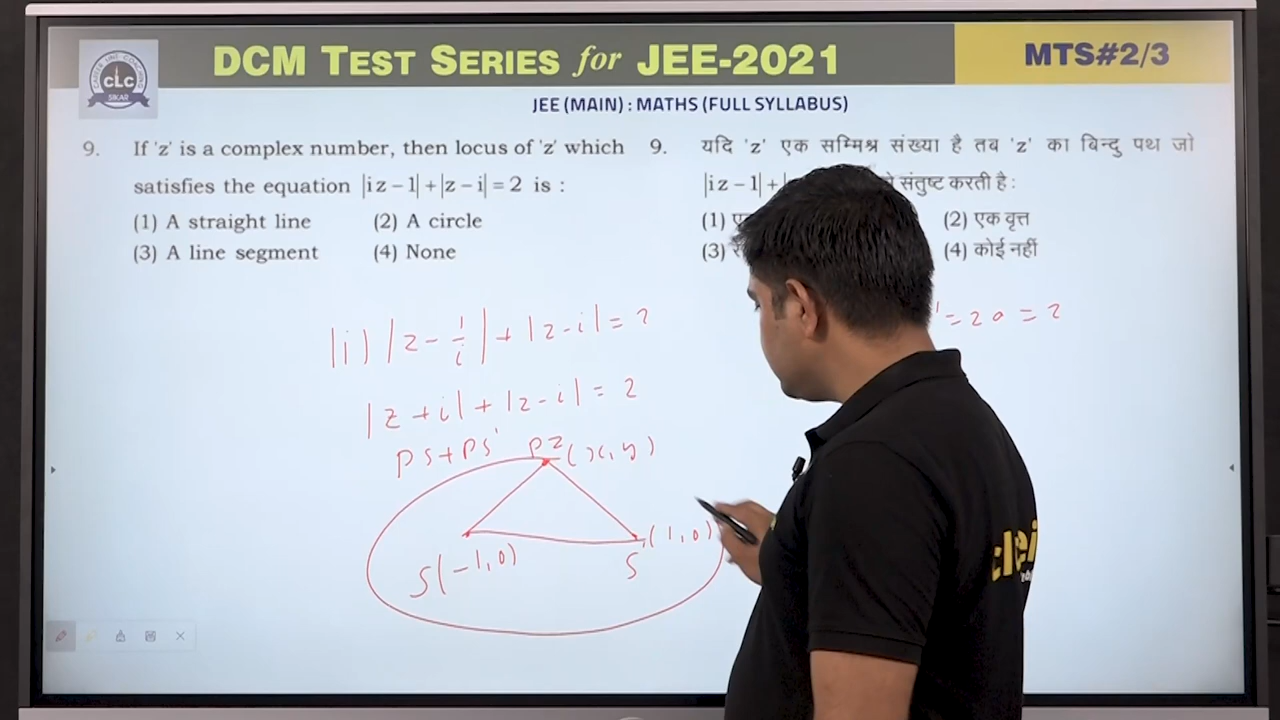 DCM TEST SERIES for JEE-2021
MTS#2/3
CLC
SIKAR
JEE (MAIN) : MATHS (FULL SYLLABUS)
9. If 'z' is a complex number, then locus of 'z' which
satisfies the equation |iz – 1| + |z – i| = 2 is :
(1) A straight line (2) A circle
(3) A line segment (4) None
9. यदि 'z' एक सम्मिश्र संख्या है तब 'z' का बिन्दु पथ जो
|iz – 1| + संतुष्ट करती है :
(1) (2) एक वृत्त
(3) (4) कोई नहीं
|i| |z - 1/i| + |z - i| = 2
= 2a = 2
|z + i| + |z - i| = 2
PS + PS' PZ (x, y)
S(-1, 0) S' (1, 0)